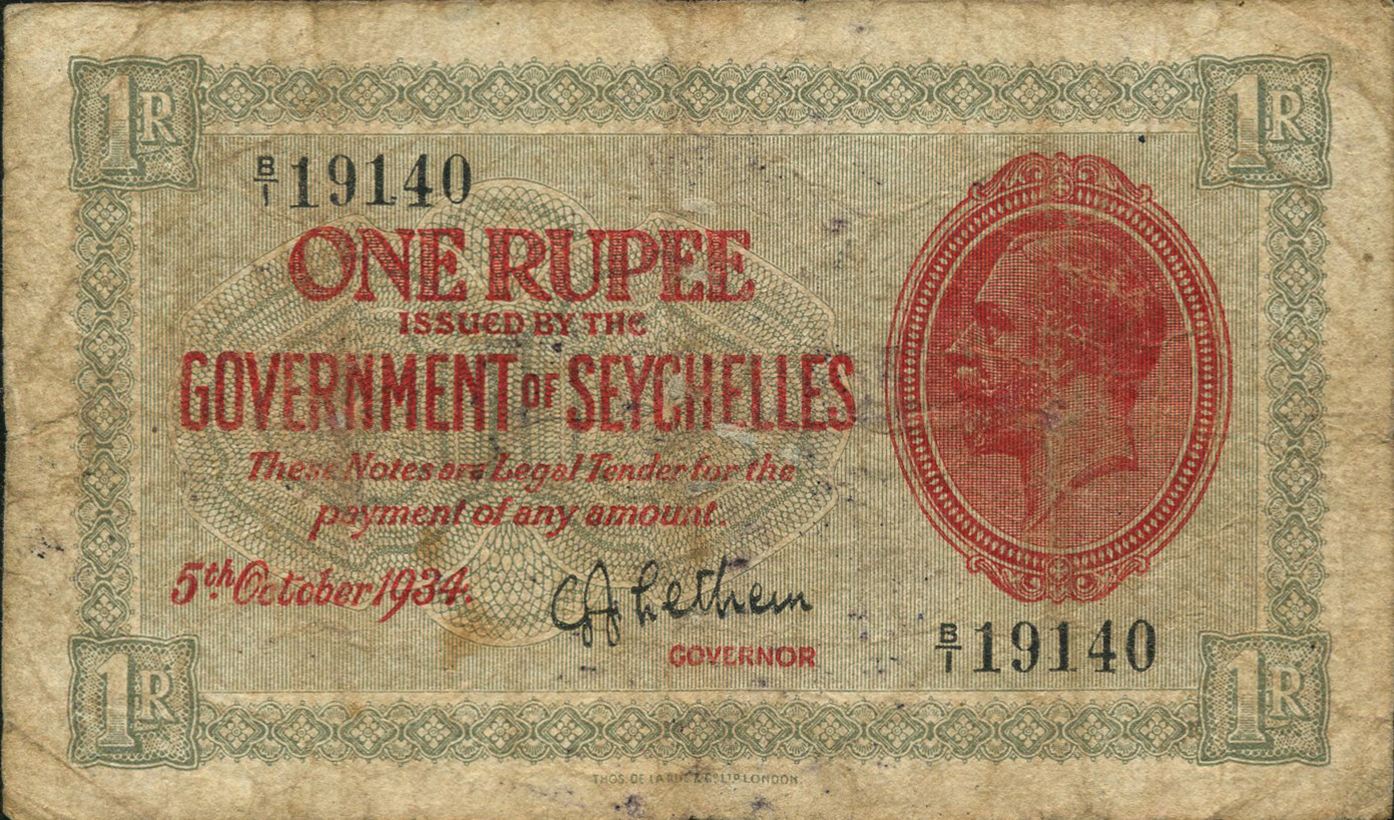 1R 1R
B/1 19140
ONE RUPEE
ISSUED BY THE
GOVERNMENT OF SEYCHELLES
These Notes are Legal Tender for the
payment of any amount.
5th. October 1934.
GJLethem
GOVERNOR
B/1 19140
1R 1R
THOS. DE LA RUE & Co. LTD. LONDON.